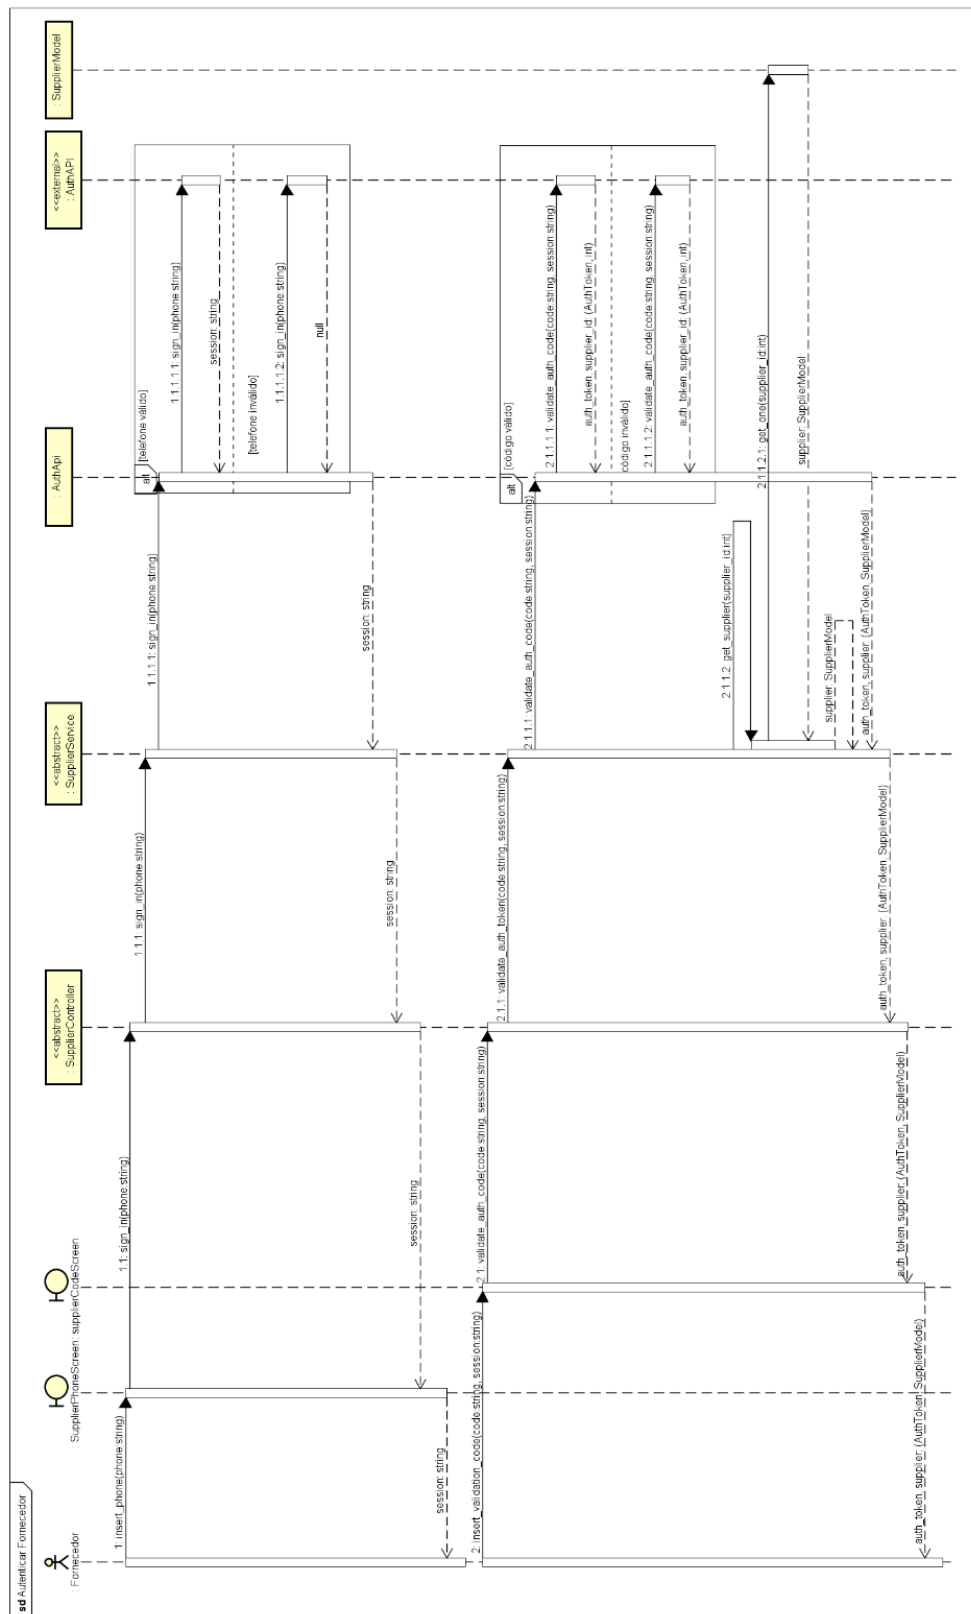 sd Autenticar Fornecedor
: Fornecedor
: SupplierPhoneScreen
: supplierCodeScreen
<<abstract>>
: SupplierController
<<abstract>>
: SupplierService
: AuthApi
<<external>>
: AuthAPI
: SupplierModel
1: insert_phone(phone:string)
1.1: sign_in(phone:string)
1.1.1: sign_in(phone:string)
1.1.1.1: sign_in(phone:string)
alt
[telefone válido]
1.1.1.1.1: sign_in(phone:string)
session: string
[telefone inválido]
1.1.1.1.2: sign_in(phone:string)
null
session: string
session: string
session: string
session: string
2: insert_validation_code(code:string, session:string)
2.1: validate_auth_code(code:string, session:string)
2.1.1: validate_auth_token(code:string, session:string)
2.1.1.1: validate_auth_code(code:string, session:string)
alt
[código válido]
2.1.1.1.1: validate_auth_code(code:string, session:string)
auth_token, supplier_id: (AuthToken, int)
código inválido]
2.1.1.1.2: validate_auth_code(code:string, session:string)
auth_token, supplier_id: (AuthToken, int)
2.1.1.2: get_supplier(supplier_id:int)
2.1.1.2.1: get_one(supplier_id:int)
supplier: SupplierModel
supplier: SupplierModel
auth_token, supplier: (AuthToken, SupplierModel)
auth_token, supplier: (AuthToken, SupplierModel)
auth_token, supplier: (AuthToken, SupplierModel)
auth_token, supplier: (AuthToken, SupplierModel)